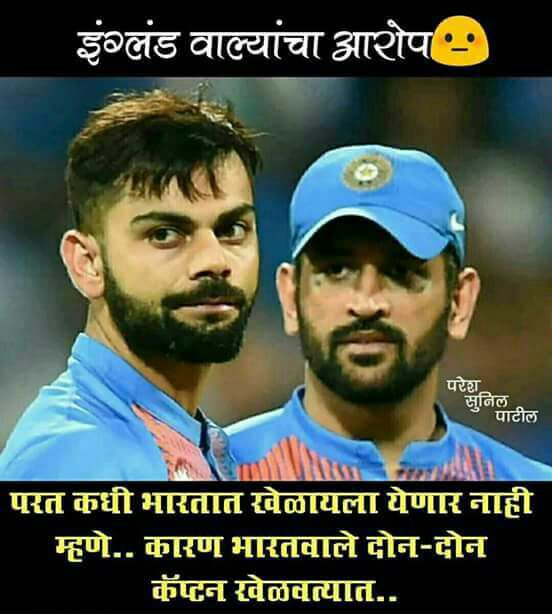 इंग्लंड वाल्यांचा आरोप😐
परेश
सुनिल
पाटील
परत कधी भारतात खेळायला येणार नाही
म्हणे.. कारण भारतवाले दोन-दोन
कॅप्टन खेळवत्यात..